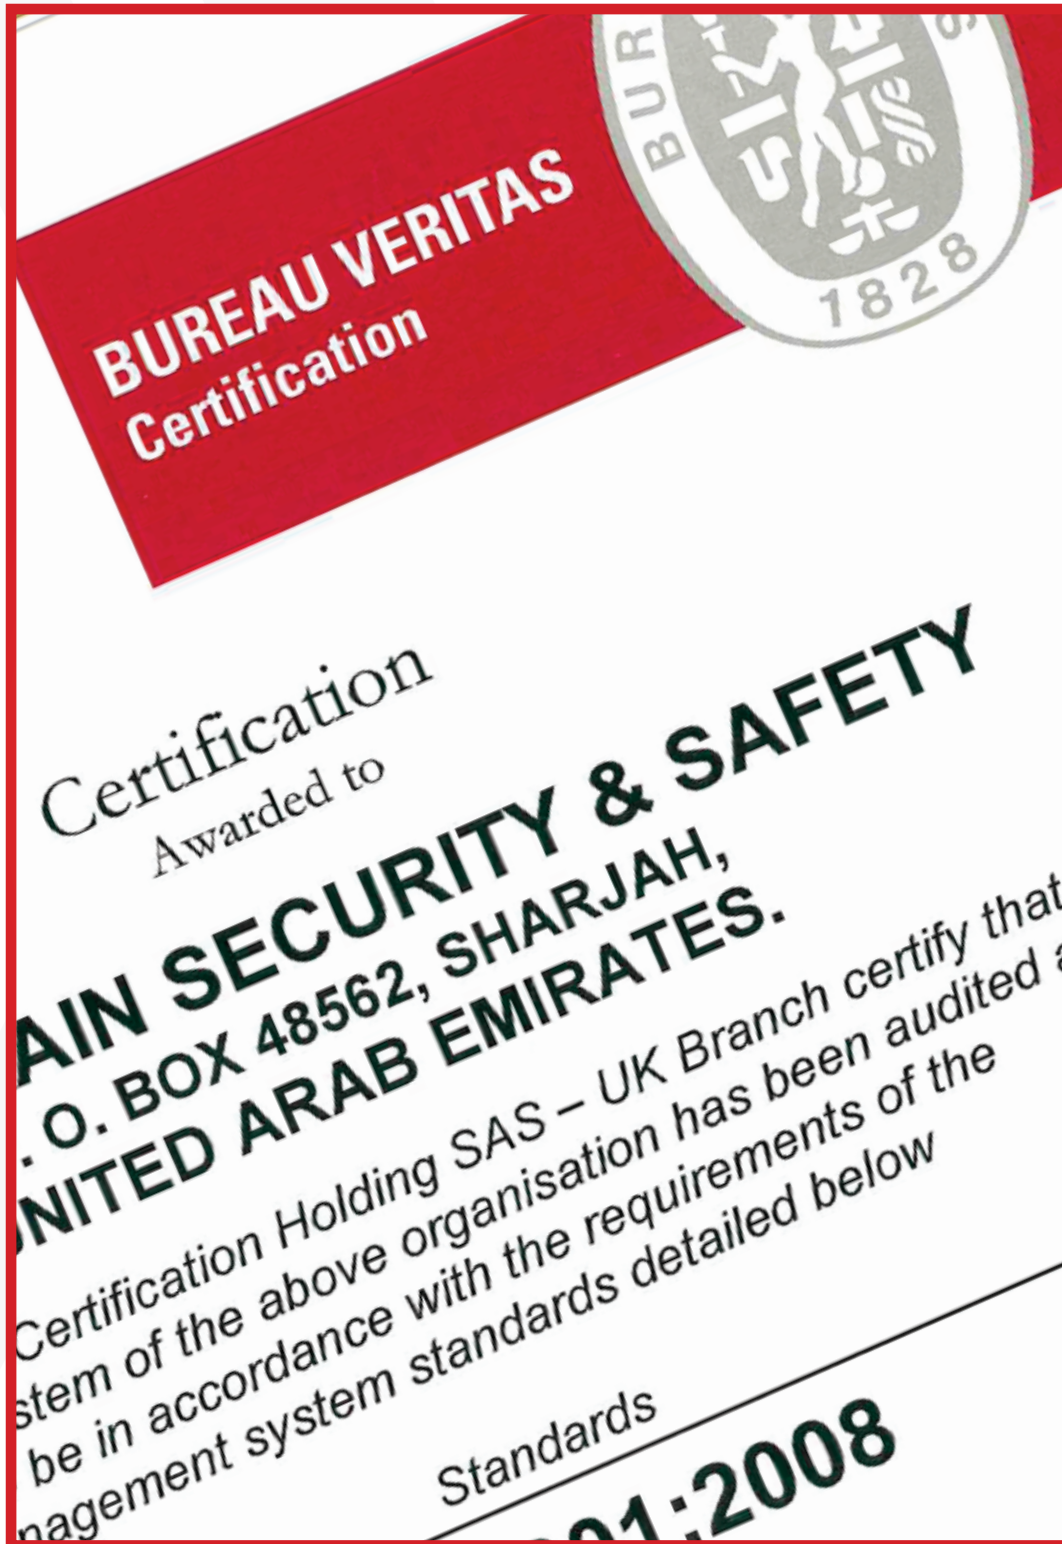 BUR
1828
BUREAU VERITAS
Certification
Certification
Awarded to
AIN SECURITY & SAFETY
. O. BOX 48562, SHARJAH,
UNITED ARAB EMIRATES.
Certification Holding SAS – UK Branch certify that
stem of the above organisation has been audited a
be in accordance with the requirements of the
nagement system standards detailed below
Standards
001:2008